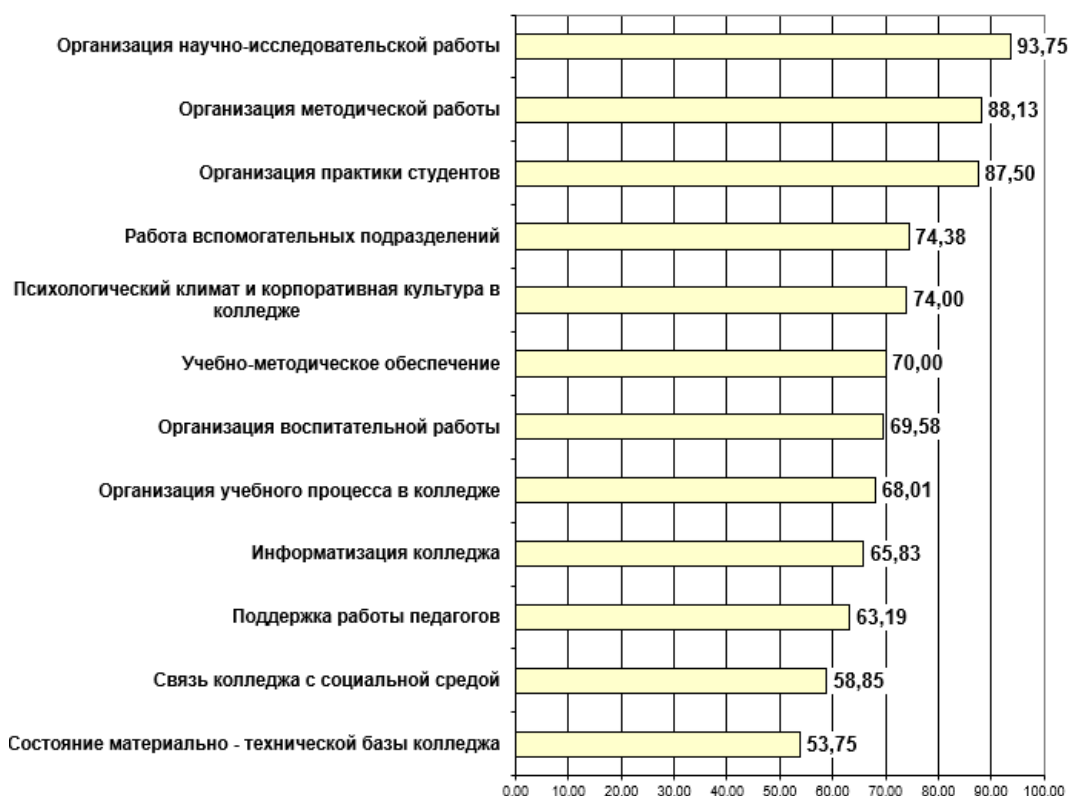 Организация научно-исследовательской работы 93,75
Организация методической работы 88,13
Организация практики студентов 87,50
Работа вспомогательных подразделений 74,38
Психологический климат и корпоративная культура в
колледже 74,00
Учебно-методическое обеспечение 70,00
Организация воспитательной работы 69,58
Организация учебного процесса в колледже 68,01
Информатизация колледжа 65,83
Поддержка работы педагогов 63,19
Связь колледжа с социальной средой 58,85
Состояние материально - технической базы колледжа 53,75
0.00 10.00 20.00 30.00 40.00 50.00 60.00 70.00 80.00 90.00 100.00